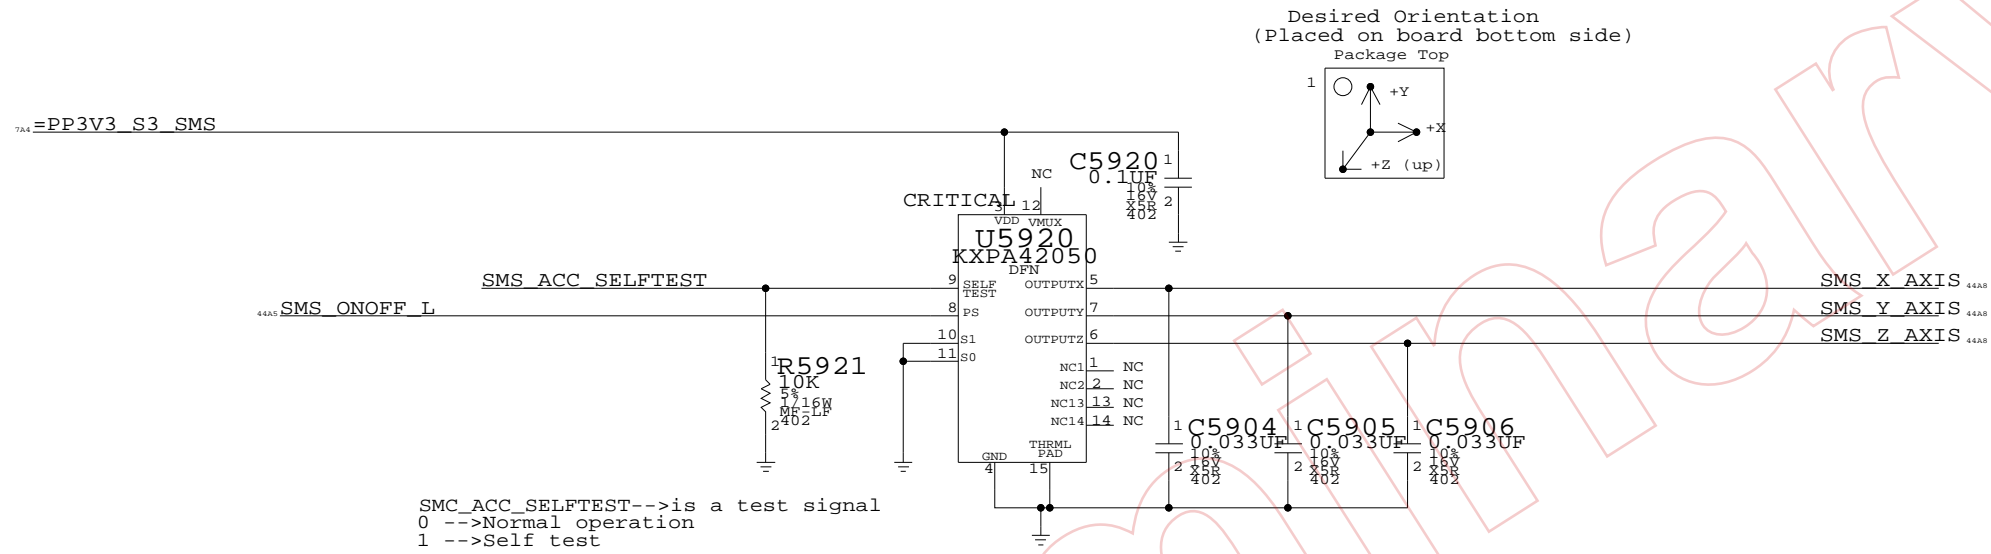 Desired Orientation
(Placed on board bottom side)
Package Top
1
+Y
+X
+Z (up)
7A4 =PP3V3_S3_SMS
C5920
1
0.1UF
10%
16V
X5R
402
2
NC
CRITICAL
3
12
VDD
VMUX
U5920
KXPA42050
DFN
SMS_ACC_SELFTEST
9
SELF
TEST
OUTPUTX
5
SMS_X_AXIS 44A8
44A5 SMS_ONOFF_L
8
PS
OUTPUTY
7
SMS_Y_AXIS 44A8
10
S1
OUTPUTZ
6
SMS_Z_AXIS 44A8
11
S0
NC1
1
NC
NC2
2
NC
NC13
13
NC
NC14
14
NC
1
R5921
10K
5%
1/16W
MF-LF
402
2
THRML
PAD
GND
4
15
1
C5904
0.033UF
10%
16V
X5R
402
2
1
C5905
0.033UF
10%
16V
X5R
402
2
1
C5906
0.033UF
10%
16V
X5R
402
2
SMC_ACC_SELFTEST-->is a test signal
0 -->Normal operation
1 -->Self test